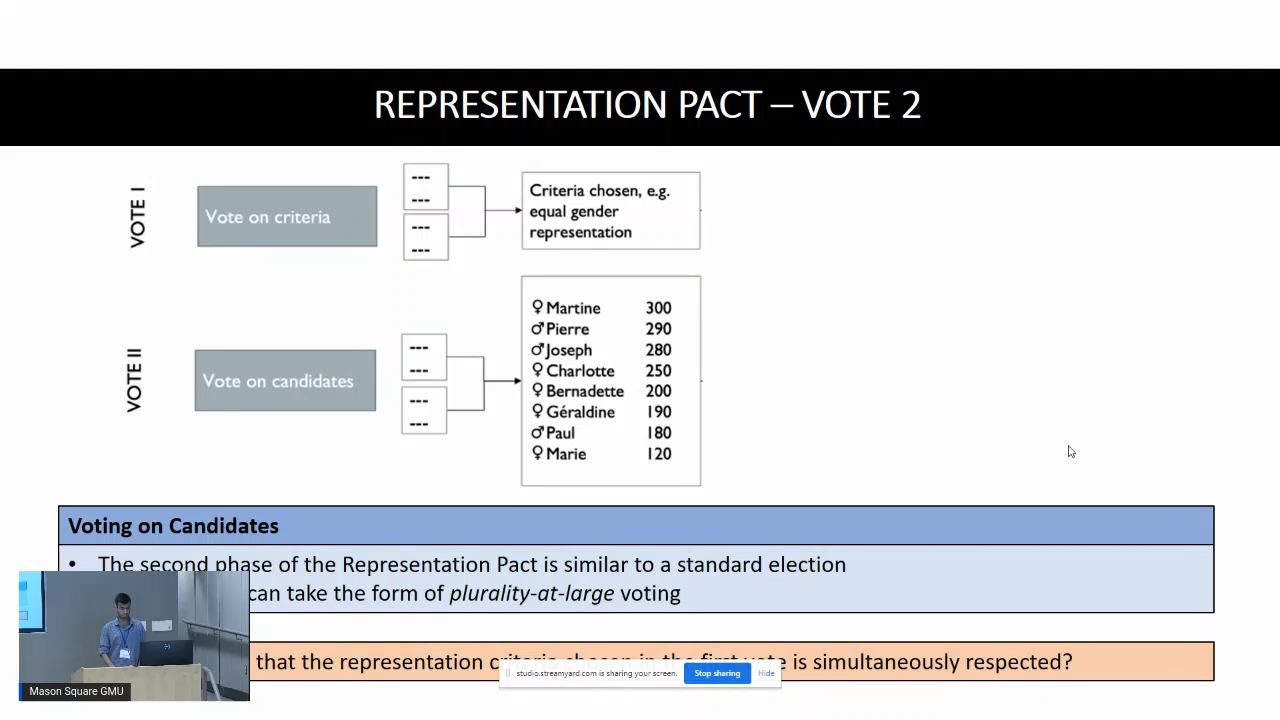 REPRESENTATION PACT – VOTE 2
VOTE I
Vote on criteria
---
---
---
---
Criteria chosen, e.g.
equal gender
representation
VOTE II
Vote on candidates
---
---
---
---
♀ Martine 300
♂ Pierre 290
♂ Joseph 280
♀ Charlotte 250
♀ Bernadette 200
♀ Géraldine 190
♂ Paul 180
♀ Marie 120
Voting on Candidates
• The second phase of the Representation Pact is similar to a standard election
can take the form of plurality-at-large voting
that the representation criteria chosen in the first vote is simultaneously respected?
studio.streamyard.com is sharing your screen. Stop sharing Hide
Mason Square GMU